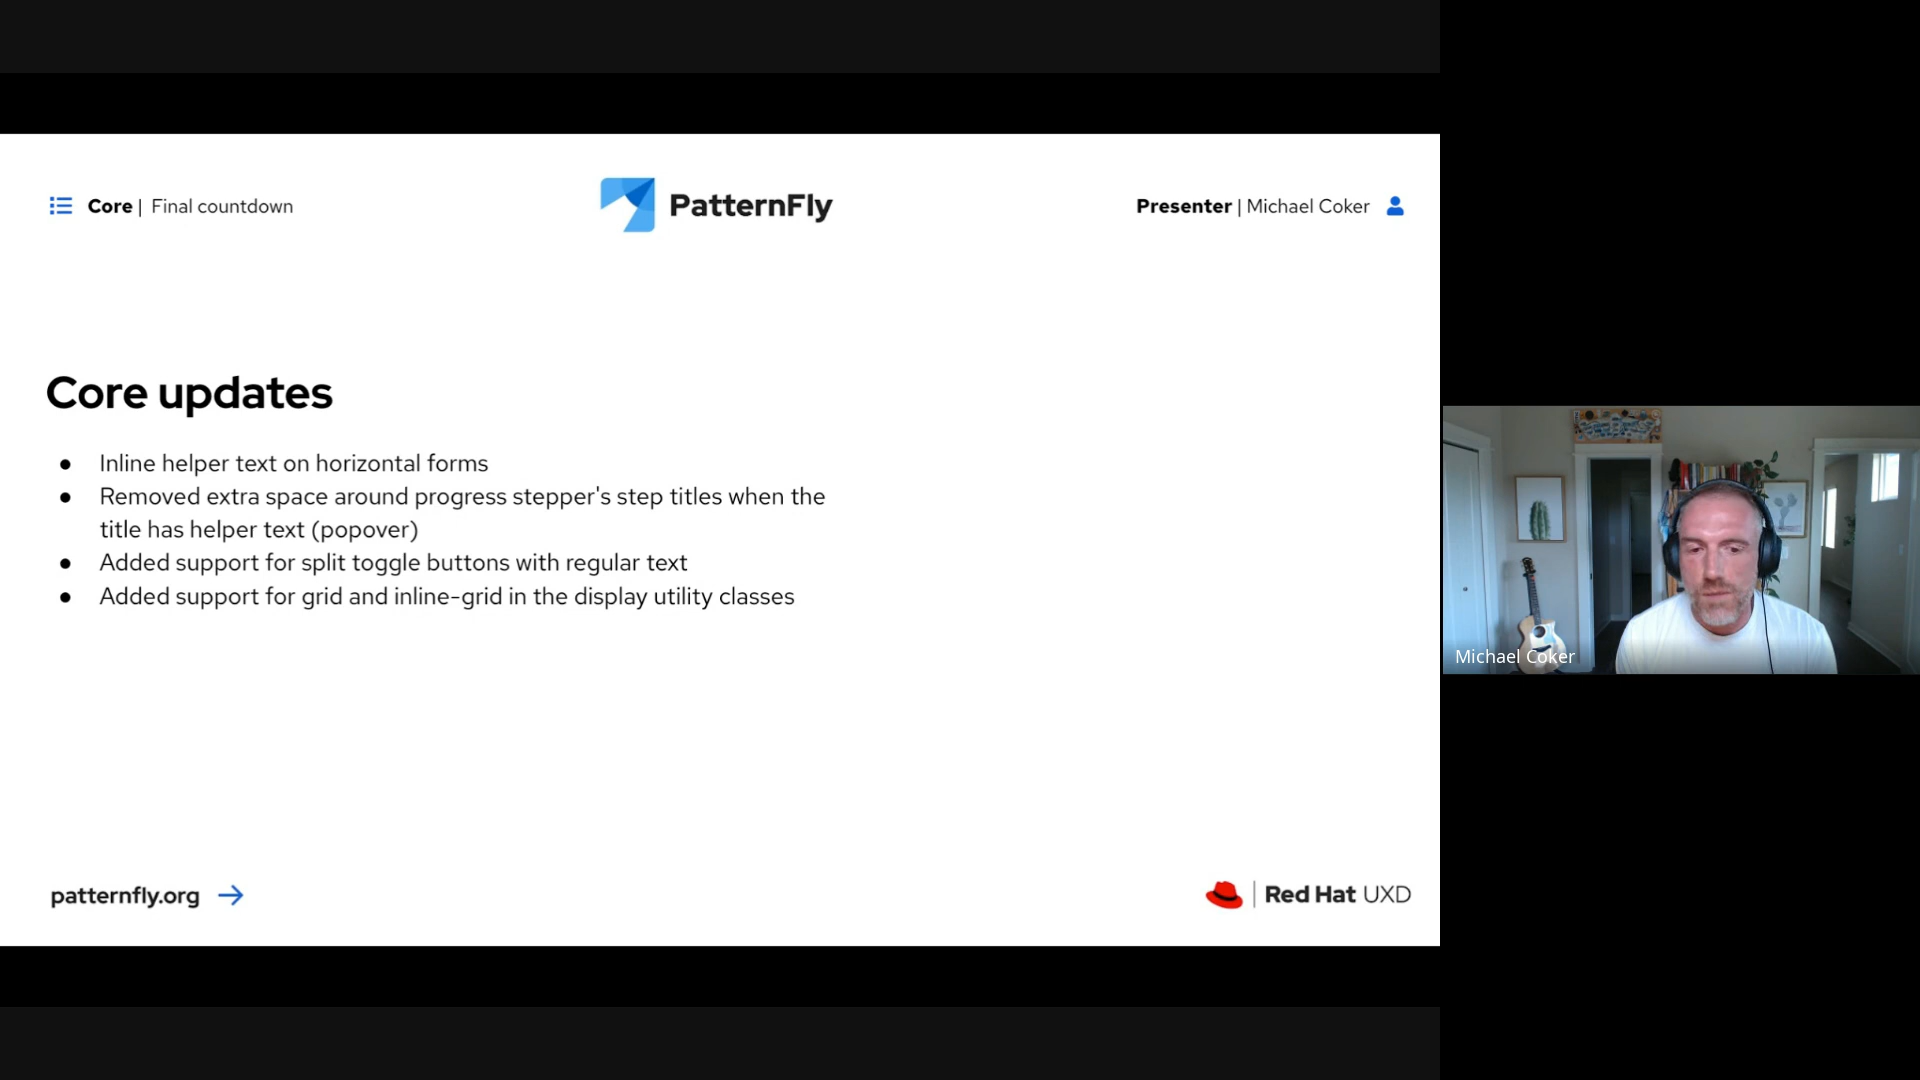 Core | Final countdown
PatternFly
Presenter | Michael Coker
Core updates
● Inline helper text on horizontal forms
● Removed extra space around progress stepper's step titles when the
title has helper text (popover)
● Added support for split toggle buttons with regular text
● Added support for grid and inline-grid in the display utility classes
Michael Coker
patternfly.org →
Red Hat UXD